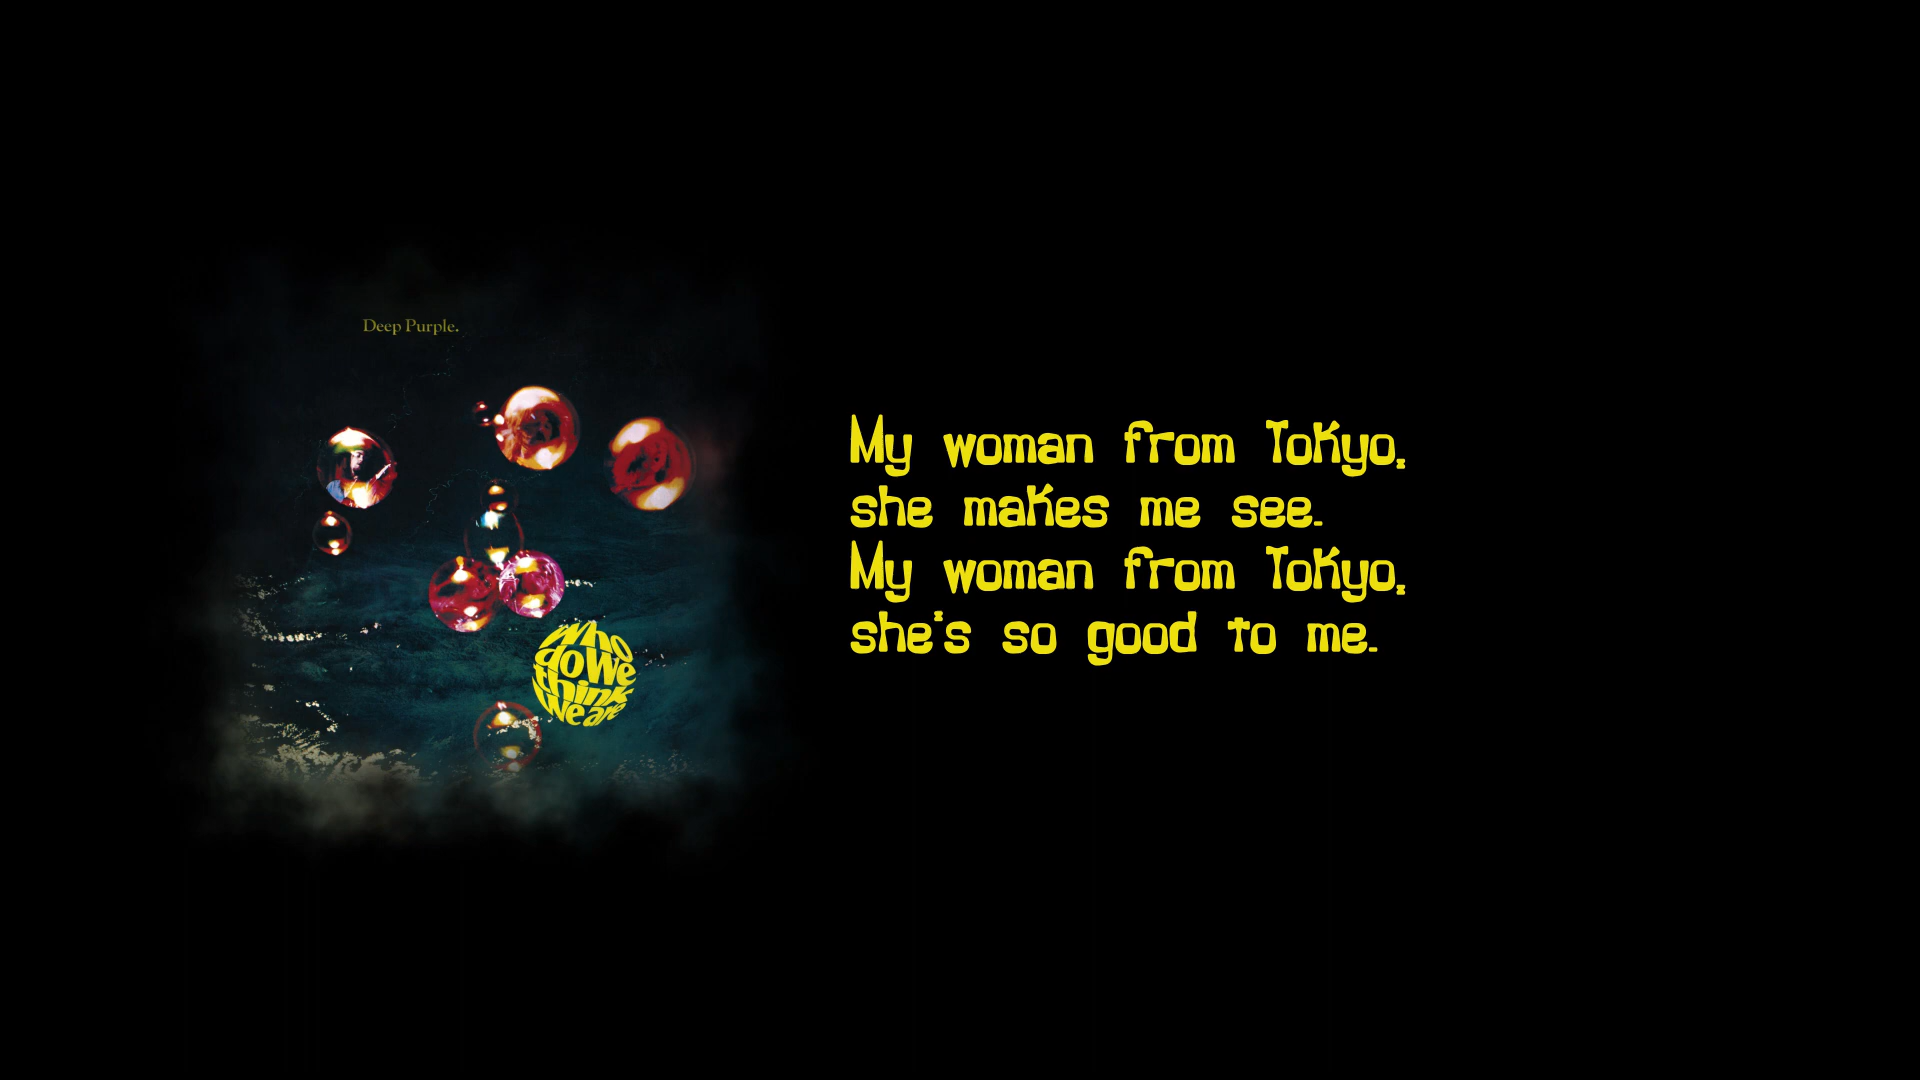 Deep Purple.
My woman from Tokyo,
she makes me see.
My woman from Tokyo,
she's so good to me.
Who
do We
think
We are